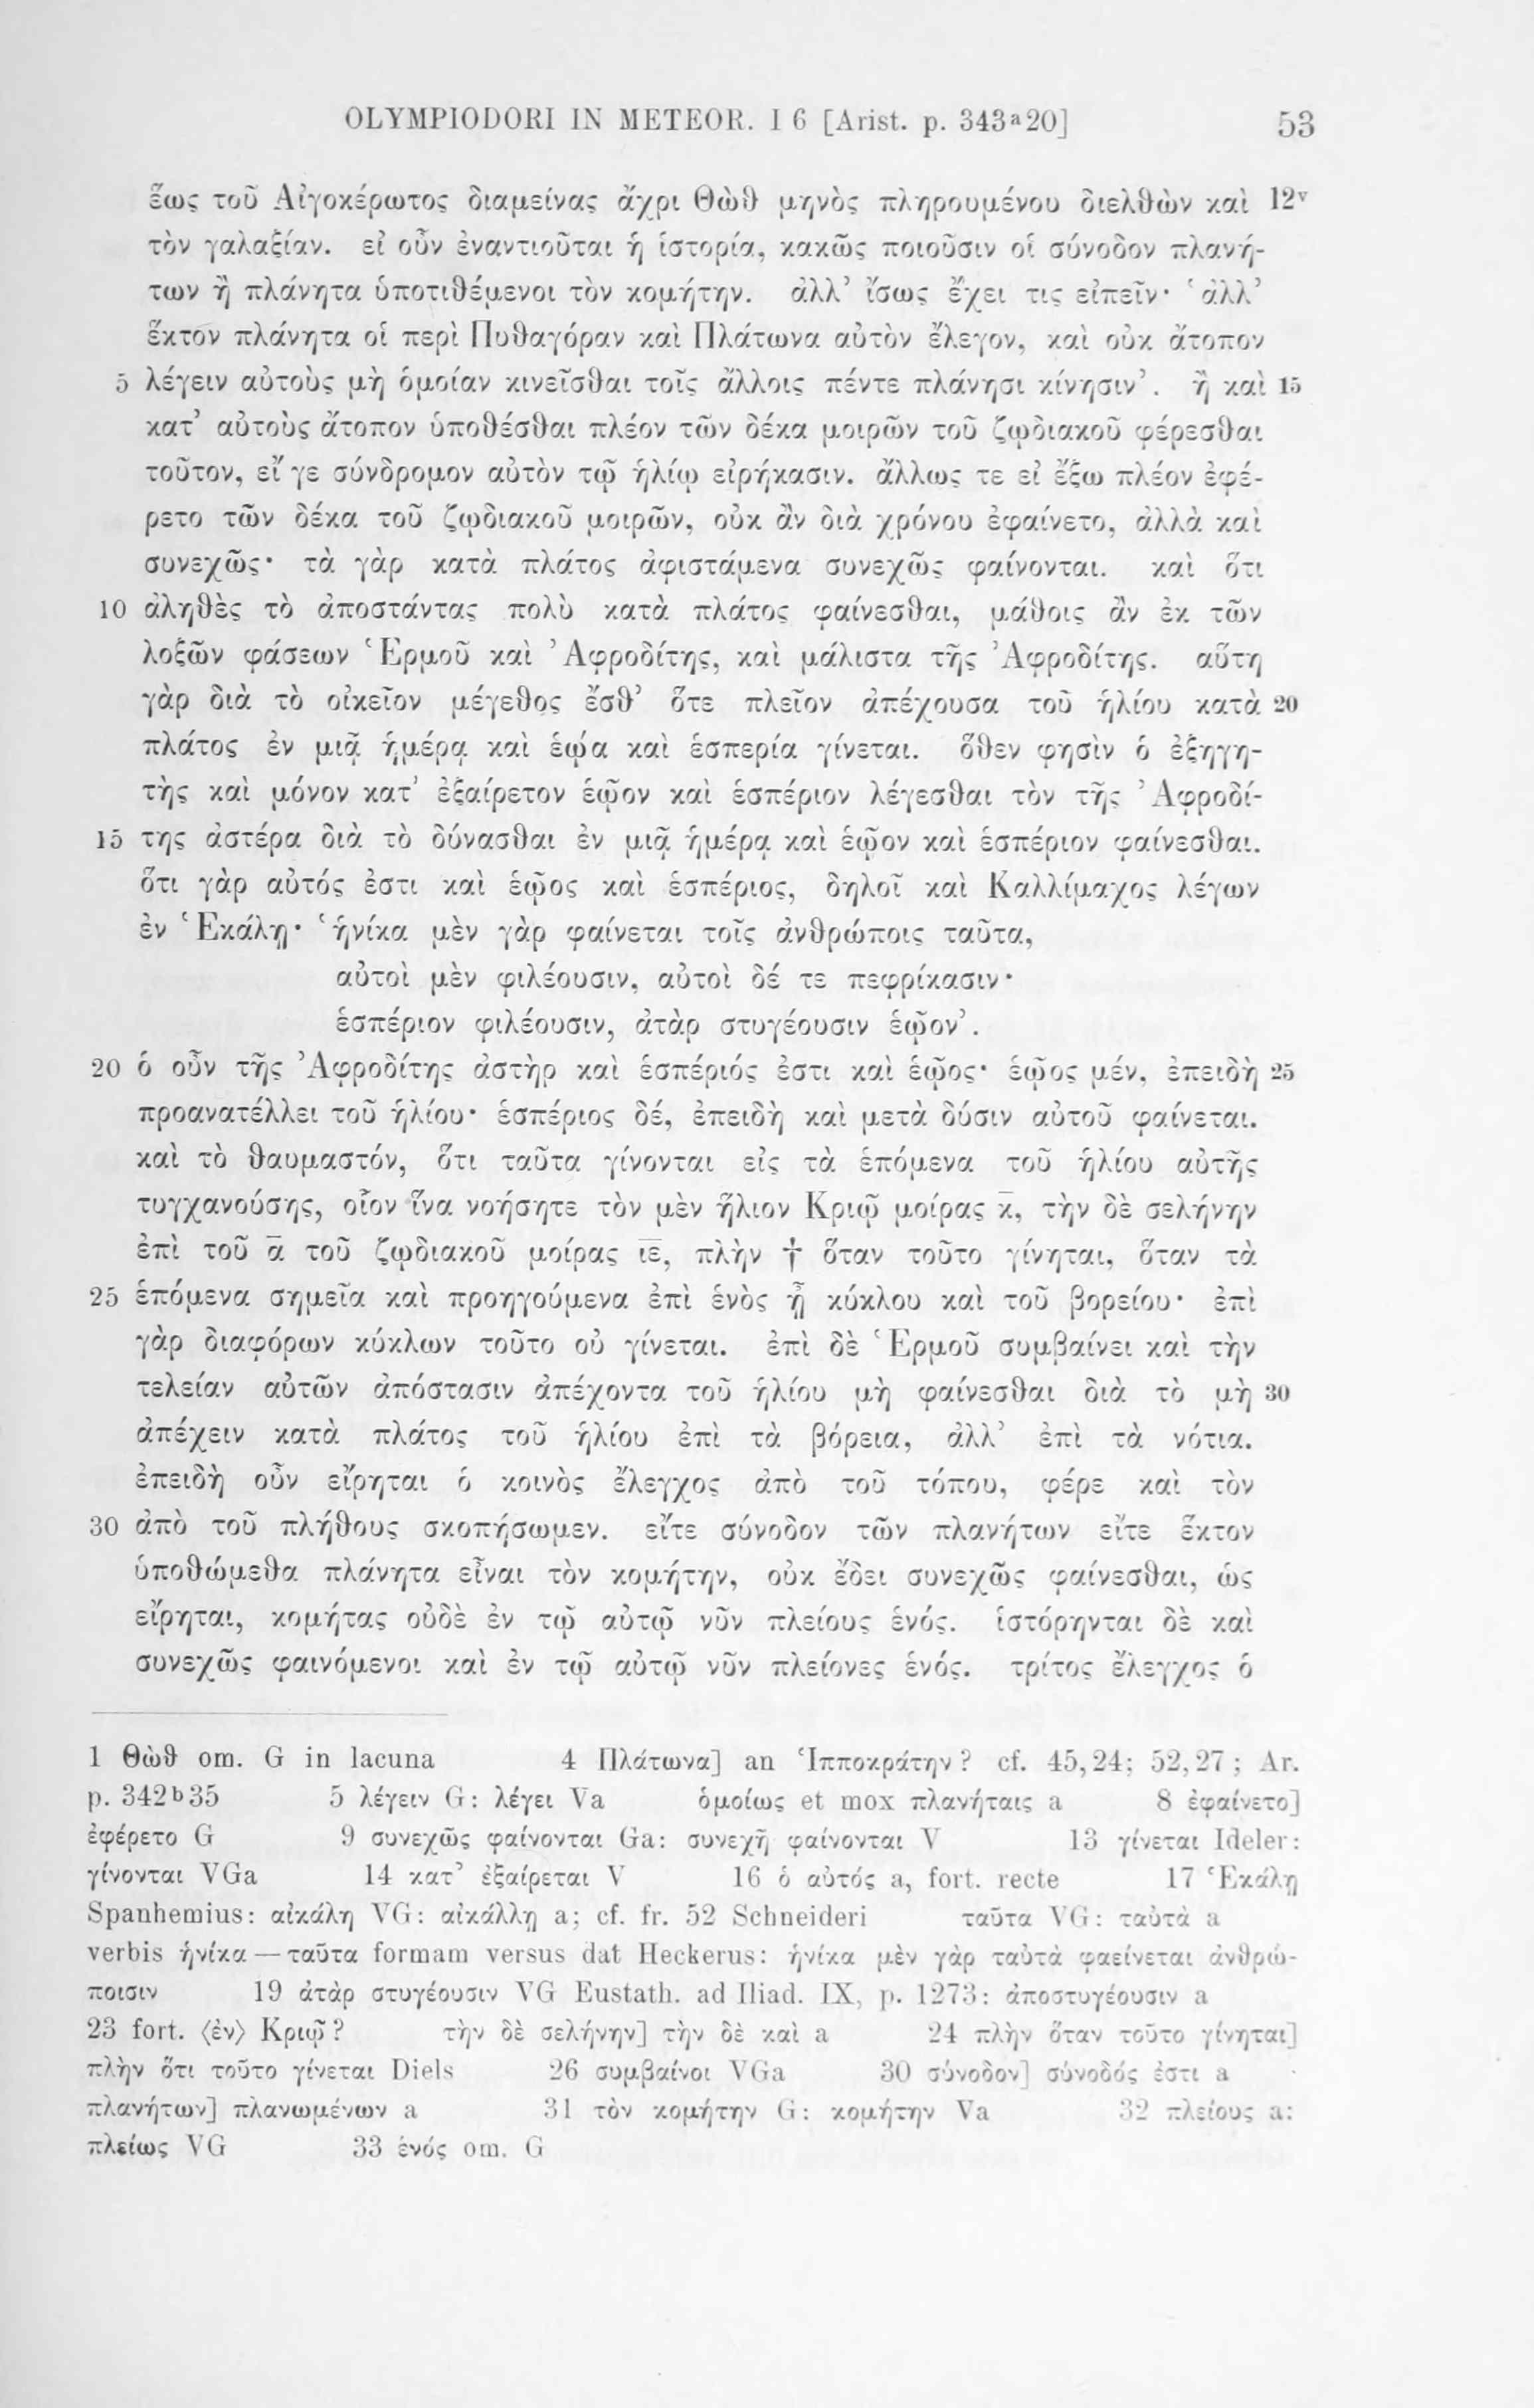 OLYMPIODORI IN METEOR. I 6 [Arist. p. 343ᵃ20] 53
ἕως τοῦ Αἰγοκέρωτος διαμείνας ἄχρι Θὼθ μηνὸς πληρουμένου διελθὼν καὶ 12ᵛ
τὸν γαλαξίαν. εἰ οὖν ἐναντιοῦται ἡ ἱστορία, κακῶς ποιοῦσιν οἱ σύνοδον πλανή-
των ἢ πλάνητα ὑποτιθέμενοι τὸν κομήτην. ἀλλ’ ἴσως ἔχει τις εἰπεῖν· ‘ἀλλ’
ἕκτον πλάνητα οἱ περὶ Πυθαγόραν καὶ Πλάτωνα αὐτὸν ἔλεγον, καὶ οὐκ ἄτοπον
5 λέγειν αὐτοὺς μὴ ὁμοίαν κινεῖσθαι τοῖς ἄλλοις πέντε πλάνησι κίνησιν’. ἢ καὶ 15
κατ’ αὐτοὺς ἄτοπον ὑποθέσθαι πλέον τῶν δέκα μοιρῶν τοῦ ζῳδιακοῦ φέρεσθαι
τοῦτον, εἴ γε σύνδρομον αὐτὸν τῷ ἡλίῳ εἰρήκασιν. ἄλλως τε εἰ ἔξω πλέον ἐφέ-
ρετο τῶν δέκα τοῦ ζῳδιακοῦ μοιρῶν, οὐκ ἂν διὰ χρόνου ἐφαίνετο, ἀλλὰ καὶ
συνεχῶς· τὰ γὰρ κατὰ πλάτος ἀφιστάμενα συνεχῶς φαίνονται. καὶ ὅτι
10 ἀληθὲς τὸ ἀποστάντας πολὺ κατὰ πλάτος φαίνεσθαι, μάθοις ἂν ἐκ τῶν
λοξῶν φάσεων Ἑρμοῦ καὶ Ἀφροδίτης, καὶ μάλιστα τῆς Ἀφροδίτης. αὕτη
γὰρ διὰ τὸ οἰκεῖον μέγεθος ἔσθ’ ὅτε πλεῖον ἀπέχουσα τοῦ ἡλίου κατὰ 20
πλάτος ἐν μιᾷ ἡμέρᾳ καὶ ἑῴα καὶ ἑσπερία γίνεται. ὅθεν φησὶν ὁ ἐξηγη-
τὴς καὶ μόνον κατ’ ἐξαίρετον ἑῷον καὶ ἑσπέριον λέγεσθαι τὸν τῆς Ἀφροδί-
15 της ἀστέρα διὰ τὸ δύνασθαι ἐν μιᾷ ἡμέρᾳ καὶ ἑῷον καὶ ἑσπέριον φαίνεσθαι.
ὅτι γὰρ αὐτός ἐστι καὶ ἑῷος καὶ ἑσπέριος, δηλοῖ καὶ Καλλίμαχος λέγων
ἐν Ἑκάλῃ· ‘ἡνίκα μὲν γὰρ φαίνεται τοῖς ἀνθρώποις ταῦτα,
αὐτοὶ μὲν φιλέουσιν, αὐτοὶ δέ τε πεφρίκασιν·
ἑσπέριον φιλέουσιν, ἀτὰρ στυγέουσιν ἑῷον’.
20 ὁ οὖν τῆς Ἀφροδίτης ἀστὴρ καὶ ἑσπέριός ἐστι καὶ ἑῷος· ἑῷος μέν, ἐπειδὴ 25
προανατέλλει τοῦ ἡλίου· ἑσπέριος δέ, ἐπειδὴ καὶ μετὰ δύσιν αὐτοῦ φαίνεται.
καὶ τὸ θαυμαστόν, ὅτι ταῦτα γίνονται εἰς τὰ ἑπόμενα τοῦ ἡλίου αὐτῆς
τυγχανούσης, οἷον ἵνα νοήσητε τὸν μὲν ἥλιον Κριῷ μοίρας κ̅, τὴν δὲ σελήνην
ἐπὶ τοῦ α̅ τοῦ ζῳδιακοῦ μοίρας ι̅ε̅, πλὴν † ὅταν τοῦτο γίνηται, ὅταν τὰ
25 ἑπόμενα σημεῖα καὶ προηγούμενα ἐπὶ ἑνὸς ᾖ κύκλου καὶ τοῦ βορείου· ἐπὶ
γὰρ διαφόρων κύκλων τοῦτο οὐ γίνεται. ἐπὶ δὲ Ἑρμοῦ συμβαίνει καὶ τὴν
τελείαν αὐτῶν ἀπόστασιν ἀπέχοντα τοῦ ἡλίου μὴ φαίνεσθαι διὰ τὸ μὴ 30
ἀπέχειν κατὰ πλάτος τοῦ ἡλίου ἐπὶ τὰ βόρεια, ἀλλ’ ἐπὶ τὰ νότια.
ἐπειδὴ οὖν εἴρηται ὁ κοινὸς ἔλεγχος ἀπὸ τοῦ τόπου, φέρε καὶ τὸν
30 ἀπὸ τοῦ πλήθους σκοπήσωμεν. εἴτε σύνοδον τῶν πλανήτων εἴτε ἕκτον
ὑποθώμεθα πλάνητα εἶναι τὸν κομήτην, οὐκ ἔδει συνεχῶς φαίνεσθαι, ὡς
εἴρηται, κομήτας οὐδὲ ἐν τῷ αὐτῷ νῦν πλείους ἑνός. ἱστόρηνται δὲ καὶ
συνεχῶς φαινόμενοι καὶ ἐν τῷ αὐτῷ νῦν πλείονες ἑνός. τρίτος ἔλεγχος ὁ
1 Θὼθ om. G in lacuna 4 Πλάτωνα] an Ἱπποκράτην? cf. 45,24; 52,27; Ar.
p. 342ᵇ35 5 λέγειν G: λέγει Va ὁμοίως et mox πλανήταις a 8 ἐφαίνετο]
ἐφέρετο G 9 συνεχῶς φαίνονται Ga: συνεχῆ φαίνονται V 13 γίνεται Ideler:
γίνονται VGa 14 κατ’ ἐξαίρεται V 16 ὁ αὐτός a, fort. recte 17 Ἑκάλῃ
Spanhemius: αἰκάλη VG: αἰκάλλῃ a; cf. fr. 52 Schneideri ταῦτα VG: ταὐτὰ a
verbis ἡνίκα — ταῦτα formam versus dat Heckerus: ἡνίκα μὲν γὰρ ταὐτὰ φαείνεται ἀνθρώ-
ποισιν 19 ἀτὰρ στυγέουσιν VG Eustath. ad Iliad. IX, p. 1273: ἀποστυγέουσιν a
23 fort. ⟨ἐν⟩ Κριῷ? τὴν δὲ σελήνην] τὴν δὲ καὶ a 24 πλὴν ὅταν τοῦτο γίνηται]
πλὴν ὅτι τοῦτο γίνεται Diels 26 συμβαίνοι VGa 30 σύνοδον] σύνοδός ἐστι a
πλανήτων] πλανωμένων a 31 τὸν κομήτην G: κομήτην Va 32 πλείους a:
πλείως VG 33 ἑνός om. G